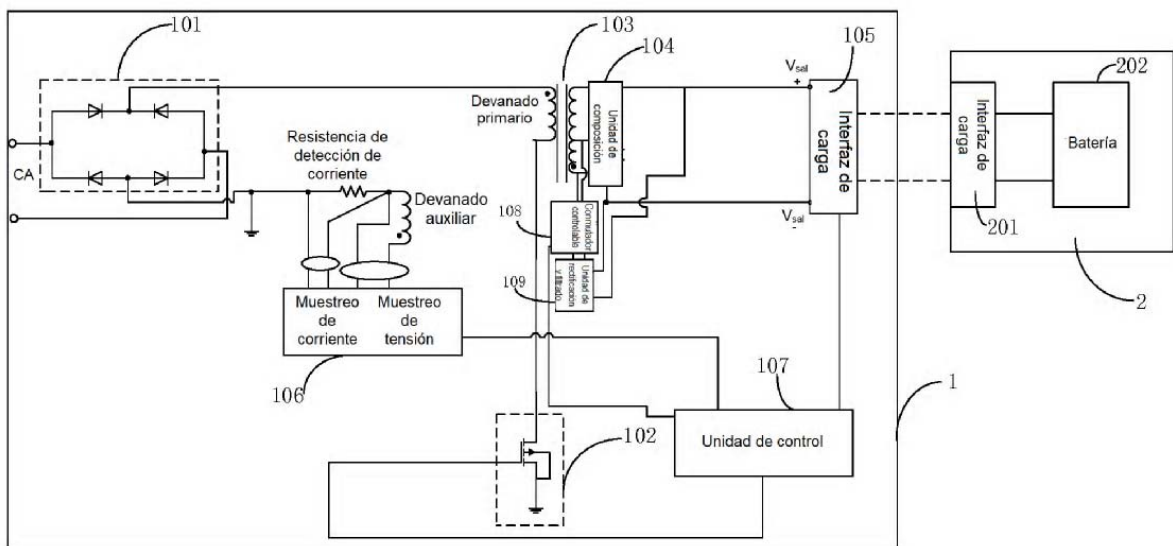 101
103
104
105
202
CA
Devanado
primario
Unidad de
composición
V_sal
+
Interfaz de
carga
Interfaz de
carga
Batería
Resistencia de
detección de
corriente
Devanado
auxiliar
V_sal
-
201
108
Conmutador
controlable
109
Unidad de
rectificación
y filtrado
2
Muestreo
de
corriente
Muestreo
de
tensión
106
107
1
102
Unidad de control